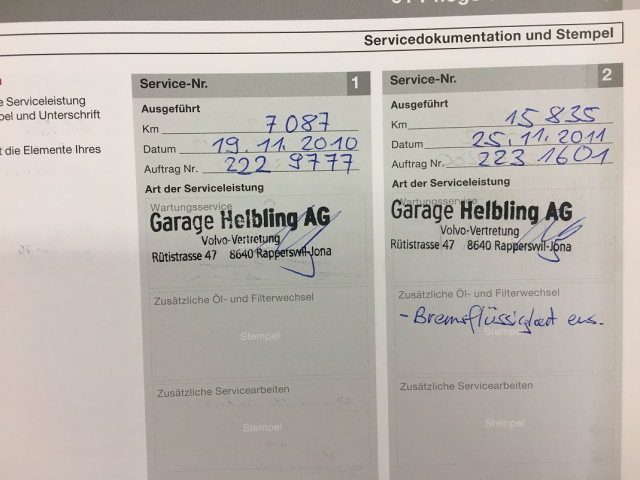 Servicedokumentation und Stempel
e Serviceleistung
el und Unterschrift
t die Elemente Ihres
Service-Nr. 1
Ausgeführt
Km 7087
Datum 19.11.2010
Auftrag Nr. 222 9777
Art der Serviceleistung
Wartungsservice
Garage Helbling AG
Volvo-Vertretung
Rütistrasse 47 8640 Rapperswil-Jona
Zusätzliche Öl- und Filterwechsel
Stempel
Zusätzliche Servicearbeiten
Stempel
Service-Nr. 2
Ausgeführt
Km 15835
Datum 25.11.2011
Auftrag Nr. 223 1601
Art der Serviceleistung
Wartungsservice
Garage Helbling AG
Volvo-Vertretung
Rütistrasse 47 8640 Rapperswil-Jona
Zusätzliche Öl- und Filterwechsel
- Bremsflüssigkeit ers.
Zusätzliche Servicearbeiten
Stempel